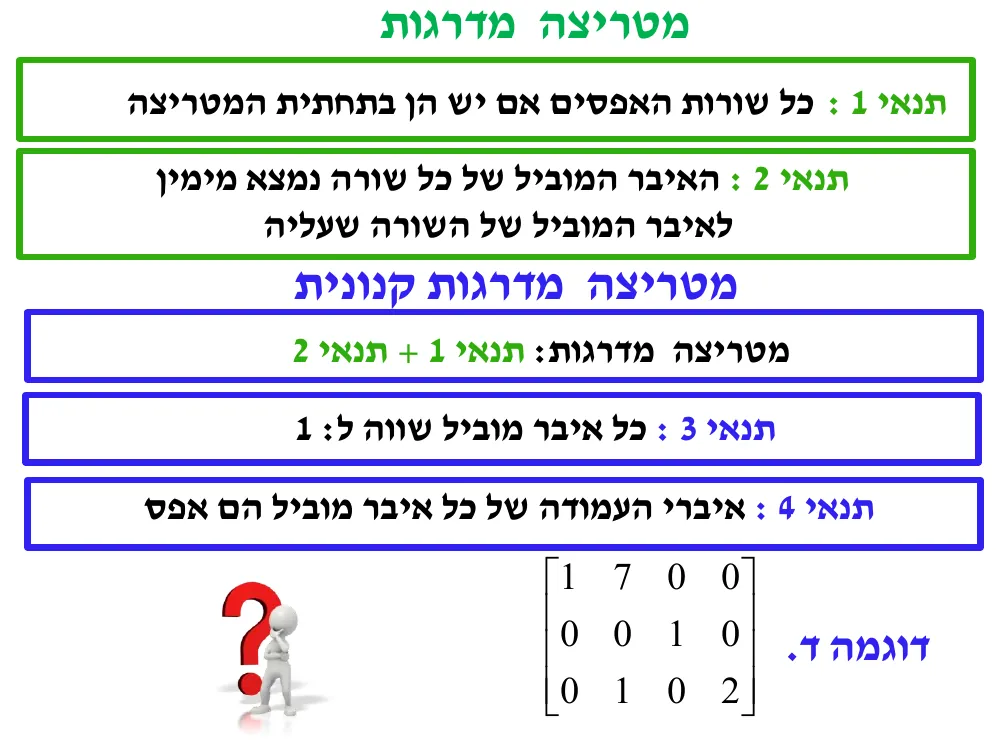 מטריצה מדרגות
תנאי 1 : כל שורות האפסים אם יש הן בתחתית המטריצה
תנאי 2 : האיבר המוביל של כל שורה נמצא מימין
לאיבר המוביל של השורה שעליה
מטריצה מדרגות קנונית
מטריצה מדרגות: תנאי 1 + תנאי 2
תנאי 3 : כל איבר מוביל שווה ל: 1
תנאי 4 : איברי העמודה של כל איבר מוביל הם אפס
דוגמה ד.
1 7 0 0
0 0 1 0
0 1 0 2
?